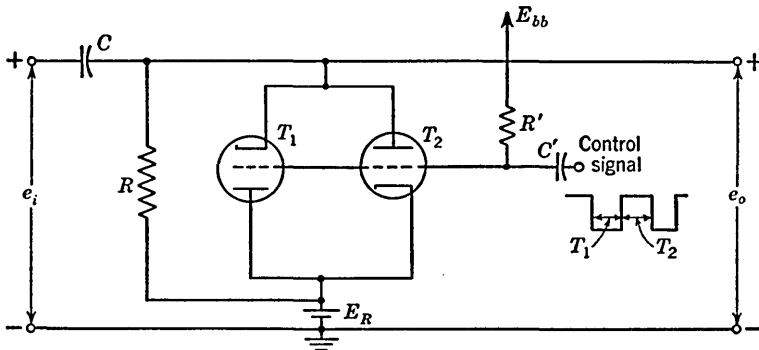 E_bb
+
C
+
T_1
T_2
R'
C'
Control
signal
R
e_i
e_o
T_1
T_2
E_R
−
−